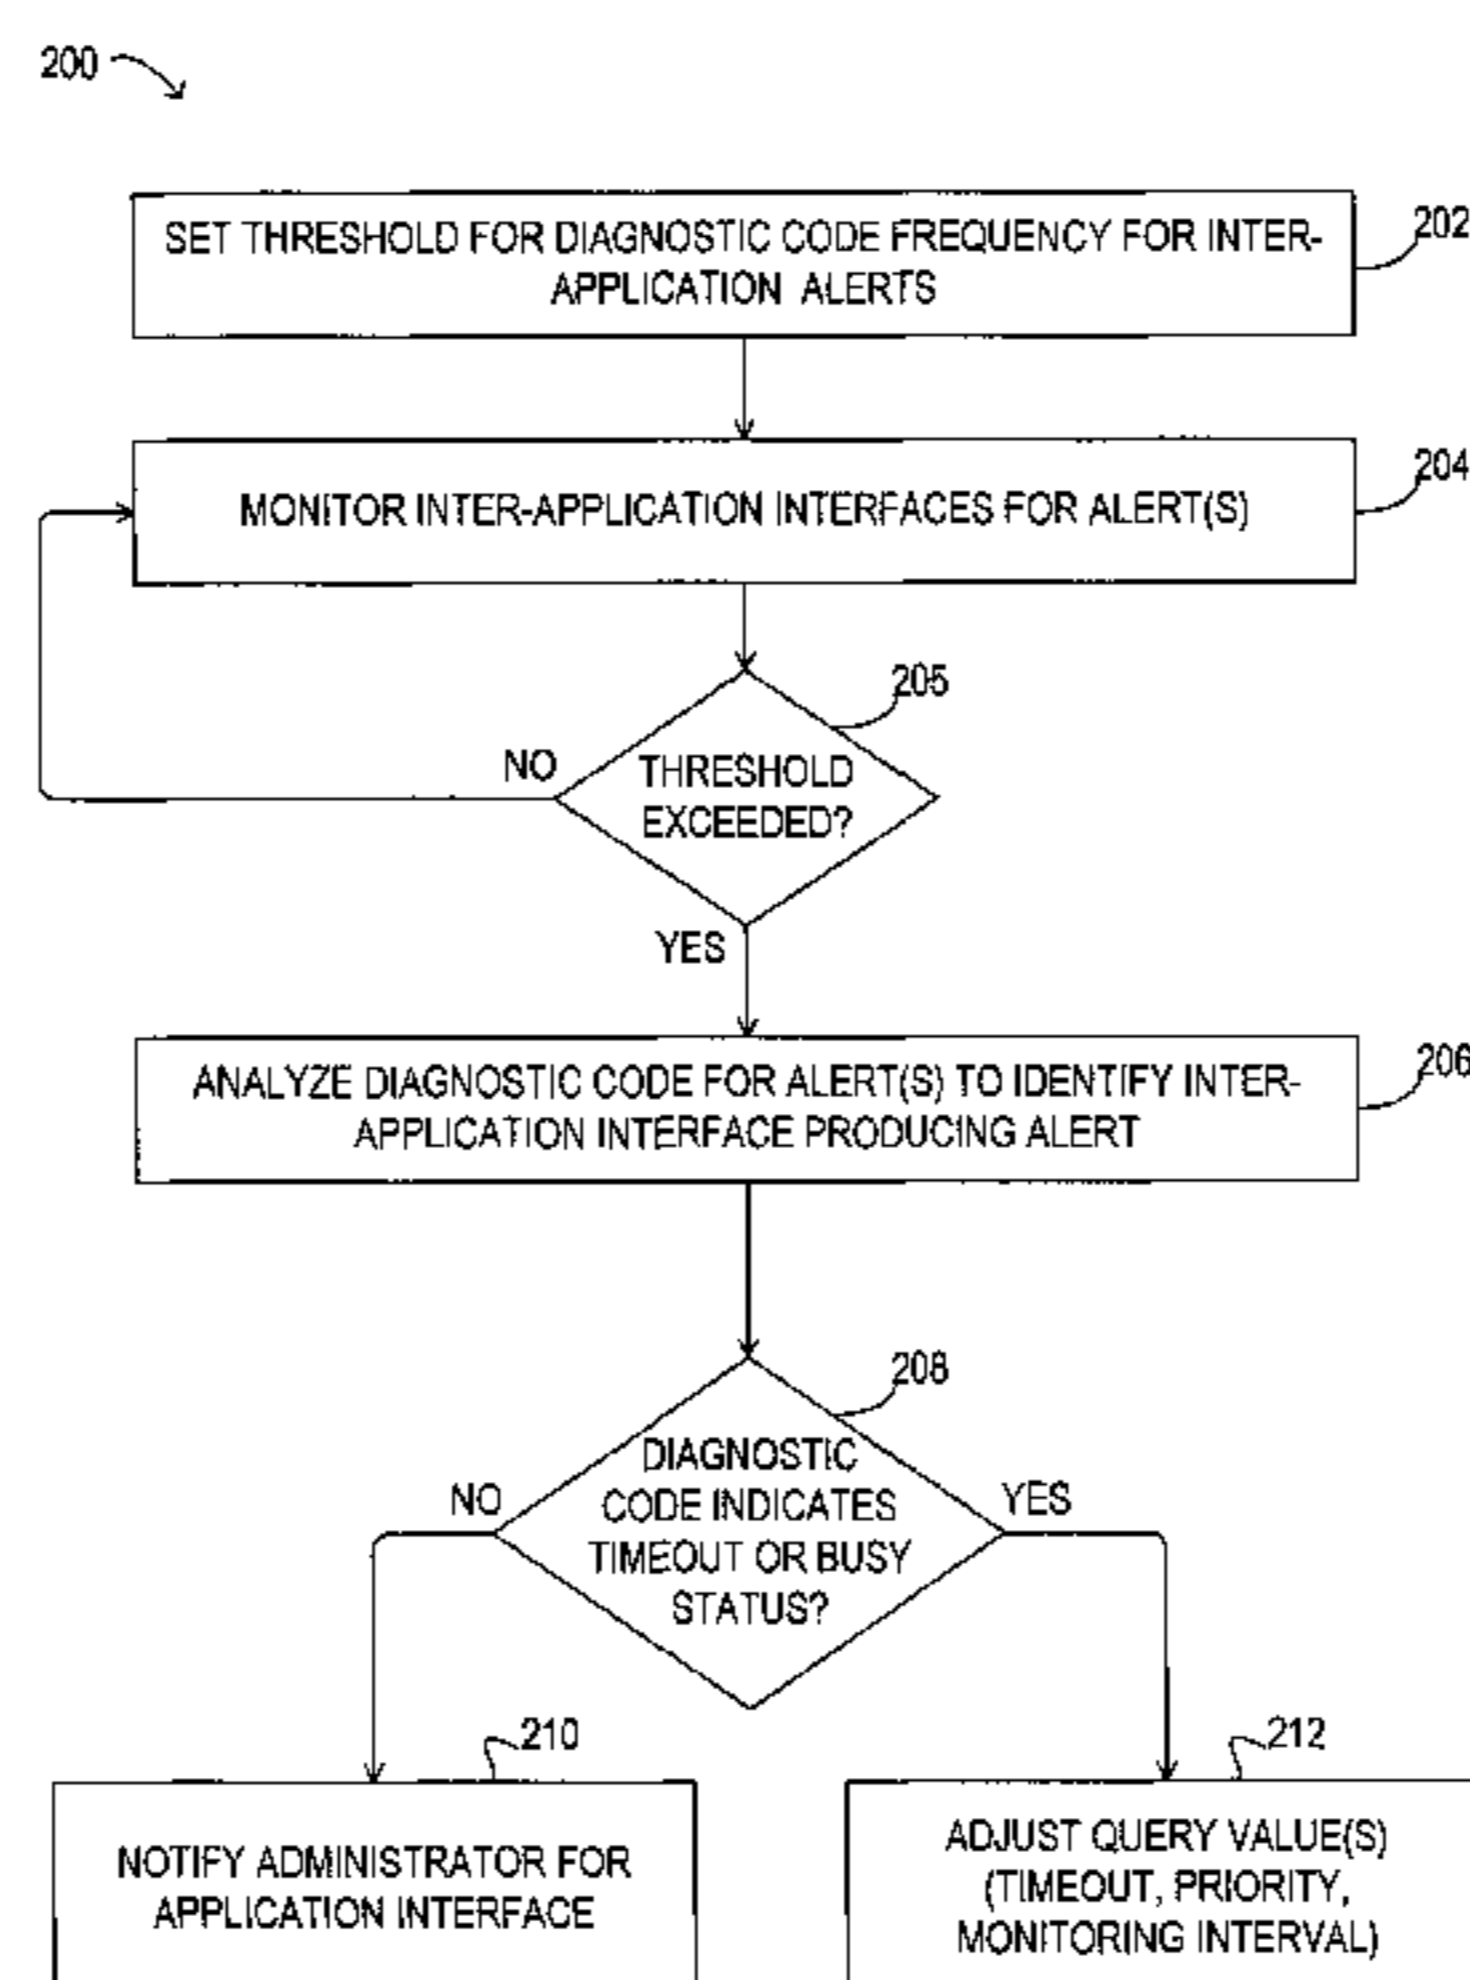 200
SET THRESHOLD FOR DIAGNOSTIC CODE FREQUENCY FOR INTER-
APPLICATION ALERTS
202
MONITOR INTER-APPLICATION INTERFACES FOR ALERT(S)
204
205
THRESHOLD
EXCEEDED?
NO
YES
ANALYZE DIAGNOSTIC CODE FOR ALERT(S) TO IDENTIFY INTER-
APPLICATION INTERFACE PRODUCING ALERT
206
208
DIAGNOSTIC
CODE INDICATES
TIMEOUT OR BUSY
STATUS?
NO
YES
210
NOTIFY ADMINISTRATOR FOR
APPLICATION INTERFACE
212
ADJUST QUERY VALUE(S)
(TIMEOUT, PRIORITY,
MONITORING INTERVAL)